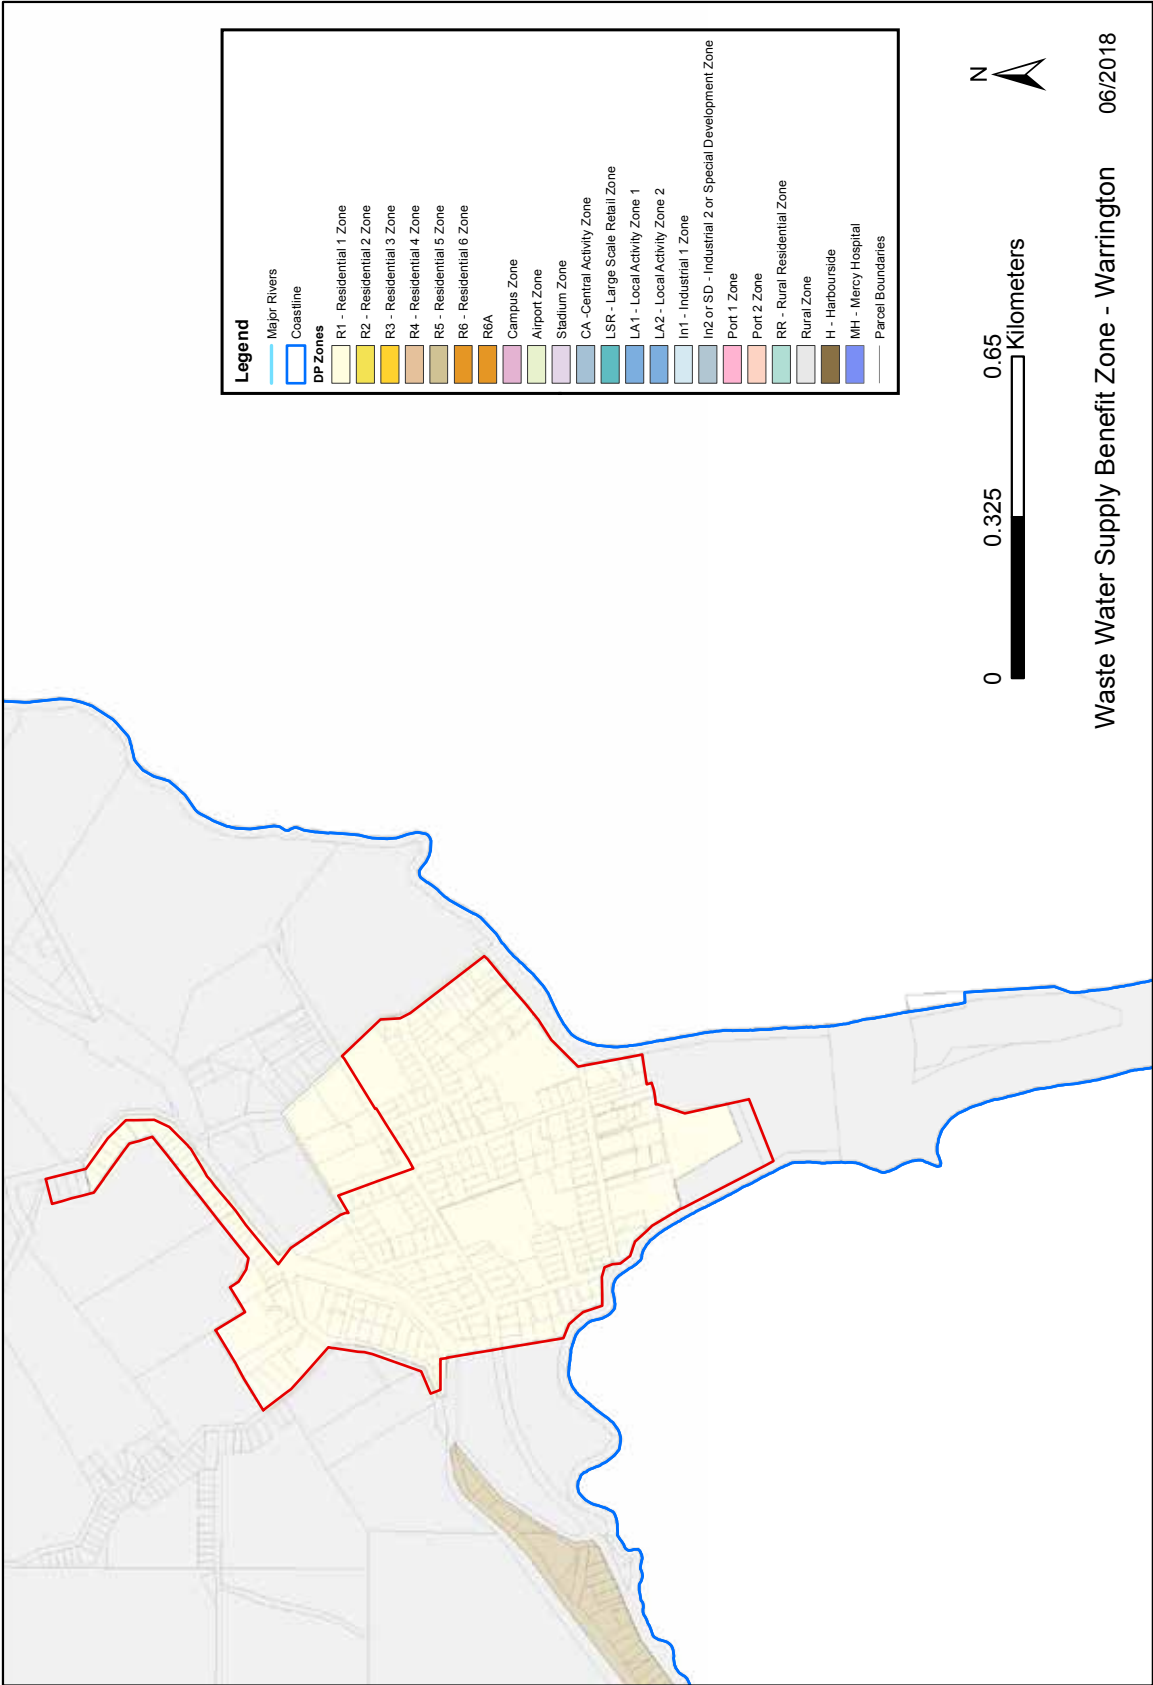 Legend
Major Rivers
Coastline
DP Zones
R1 - Residential 1 Zone
R2 - Residential 2 Zone
R3 - Residential 3 Zone
R4 - Residential 4 Zone
R5 - Residential 5 Zone
R6 - Residential 6 Zone
R6A
Campus Zone
Airport Zone
Stadium Zone
CA -Central Activity Zone
LSR - Large Scale Retail Zone
LA1 - Local Activity Zone 1
LA2 - Local Activity Zone 2
In1 - Industrial 1 Zone
In2 or SD - Industrial 2 or Special Development Zone
Port 1 Zone
Port 2 Zone
RR - Rural Residential Zone
Rural Zone
H - Harbourside
MH - Mercy Hospital
Parcel Boundaries
N
0 0.325 0.65
Kilometers
Waste Water Supply Benefit Zone - Warrington 06/2018